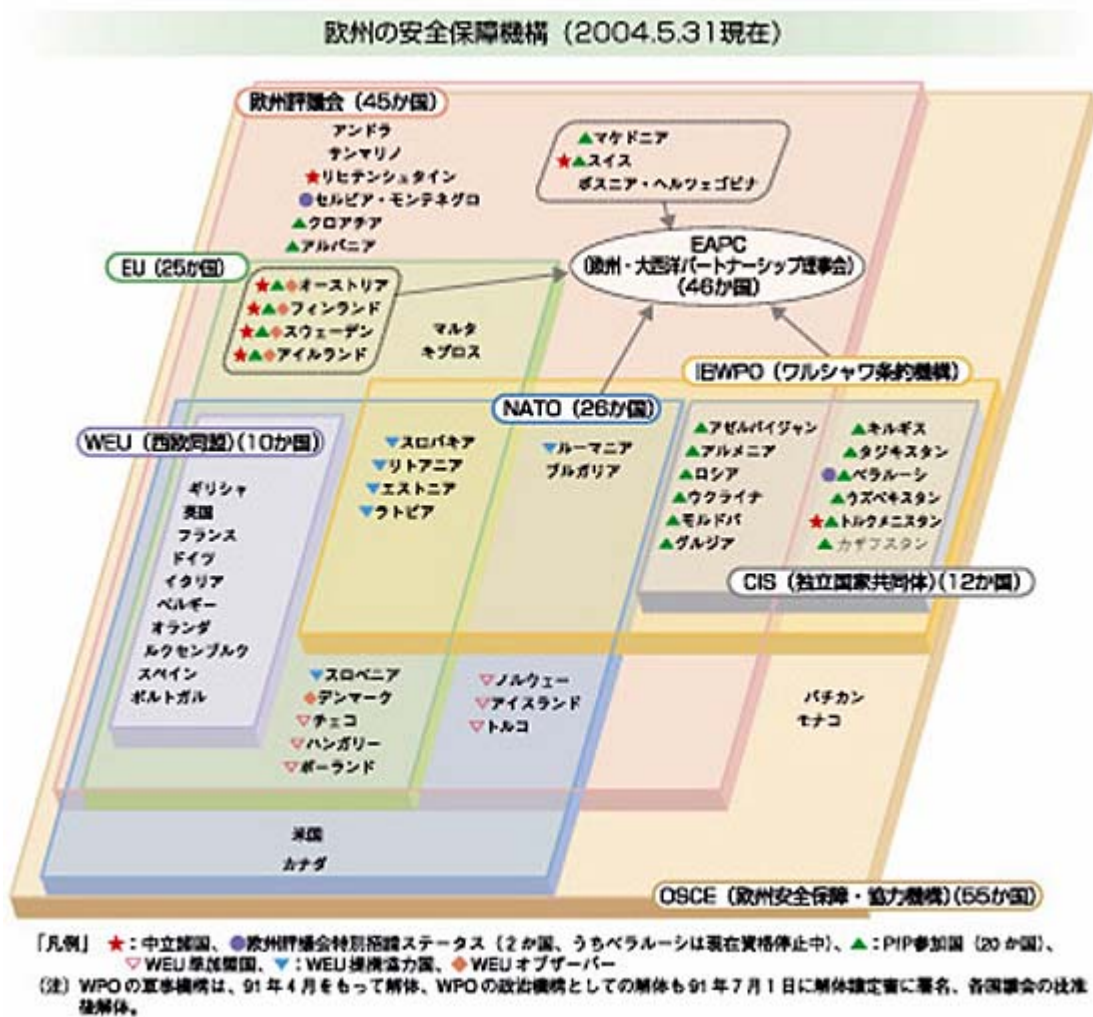 欧州の安全保障機構（2004.5.31現在）
欧州評議会（45か国）
アンドラ
サンマリノ
★リヒテンシュタイン
●セルビア・モンテネグロ
▲クロアチア
▲アルバニア
▲マケドニア
★▲スイス
ボスニア・ヘルツェゴビナ
EAPC
（欧州・大西洋パートナーシップ理事会）
（46か国）
EU（25か国）
★▲◆オーストリア
★▲◆フィンランド
★▲◆スウェーデン
★▲◆アイルランド
マルタ
キプロス
旧WPO（ワルシャワ条約機構）
NATO（26か国）
WEU（西欧同盟）（10か国）
ギリシャ
英国
フランス
ドイツ
イタリア
ベルギー
オランダ
ルクセンブルク
スペイン
ポルトガル
▼スロバキア
▼リトアニア
▼エストニア
▼ラトビア
▼ルーマニア
ブルガリア
▲アゼルバイジャン
▲アルメニア
▲ロシア
▲ウクライナ
▲モルドバ
▲グルジア
▲キルギス
▲タジキスタン
●▲ベラルーシ
▲ウズベキスタン
★▲トルクメニスタン
▲カザフスタン
CIS（独立国家共同体）（12か国）
▼スロベニア
◆デンマーク
▽チェコ
▽ハンガリー
▽ポーランド
▽ノルウェー
▽アイスランド
▽トルコ
バチカン
モナコ
米国
カナダ
OSCE（欧州安全保障・協力機構）（55か国）
「凡例」 ★：中立諸国、●欧州評議会特別招請ステータス（2か国、うちベラルーシは現在資格停止中）、▲：PfP参加国（20か国）、
▽WEU準加盟国、▼：WEU提携協力国、◆WEUオブザーバー
（注） WPOの軍事機構は、91年4月をもって解体、WPOの政治機構としての解体も91年7月1日に解体議定書に署名、各国議会の批准
後解体。